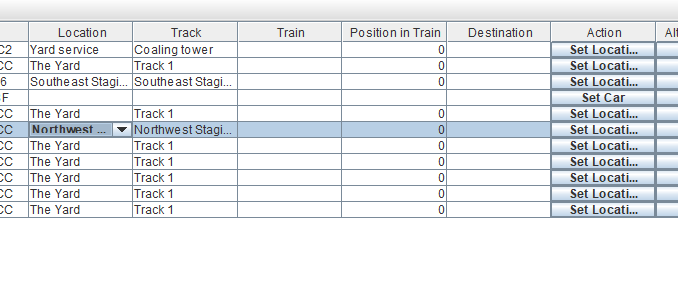 Location Track Train Position in Train Destination Action Alt
C2 Yard service Coaling tower 0 Set Locati...
CC The Yard Track 1 0 Set Locati...
6 Southeast Stagi... Southeast Stagi... 0 Set Locati...
F Set Car
CC The Yard Track 1 0 Set Locati...
CC Northwest ... Northwest Stagi... 0 Set Locati...
CC The Yard Track 1 0 Set Locati...
CC The Yard Track 1 0 Set Locati...
CC The Yard Track 1 0 Set Locati...
CC The Yard Track 1 0 Set Locati...
CC The Yard Track 1 0 Set Locati...